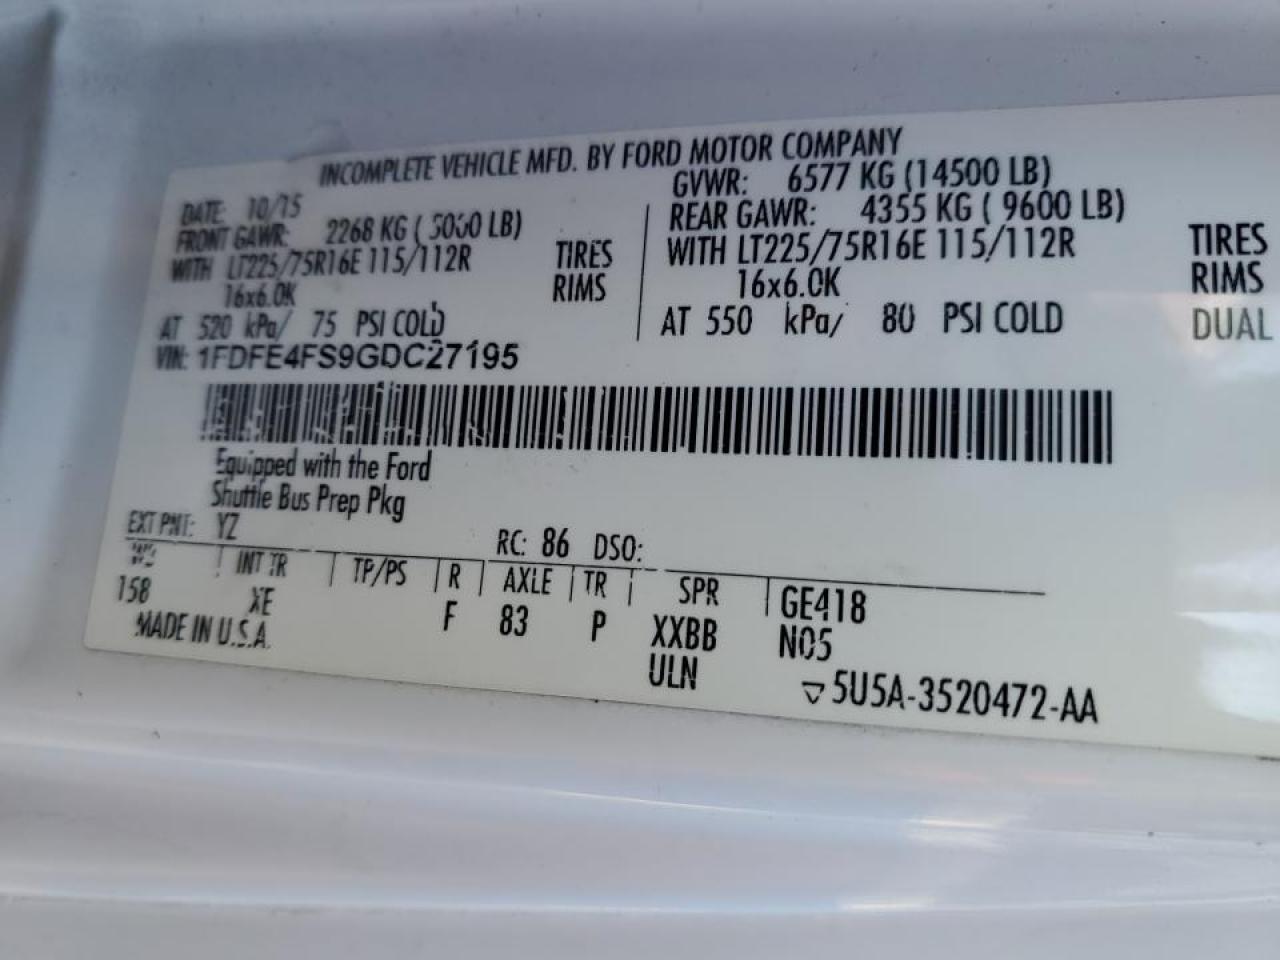 INCOMPLETE VEHICLE MFD. BY FORD MOTOR COMPANY
DATE: 10/15
GVWR: 6577 KG (14500 LB)
FRONT GAWR: 2268 KG ( 5000 LB)
REAR GAWR: 4355 KG ( 9600 LB)
WITH LT225/75R16E 115/112R TIRES
WITH LT225/75R16E 115/112R TIRES
16x6.0K RIMS
16x6.0K RIMS
AT 520 kPa/ 75 PSI COLD
AT 550 kPa/ 80 PSI COLD DUAL
VIN: 1FDFE4FS9GDC27195
Equipped with the Ford
Shuttle Bus Prep Pkg
EXT PNT: YZ RC: 86 DSO:
WB INT TR TP/PS R AXLE TR SPR GE418
158 XE F 83 P XXBB N05
MADE IN U.S.A. ULN
5U5A-3520472-AA